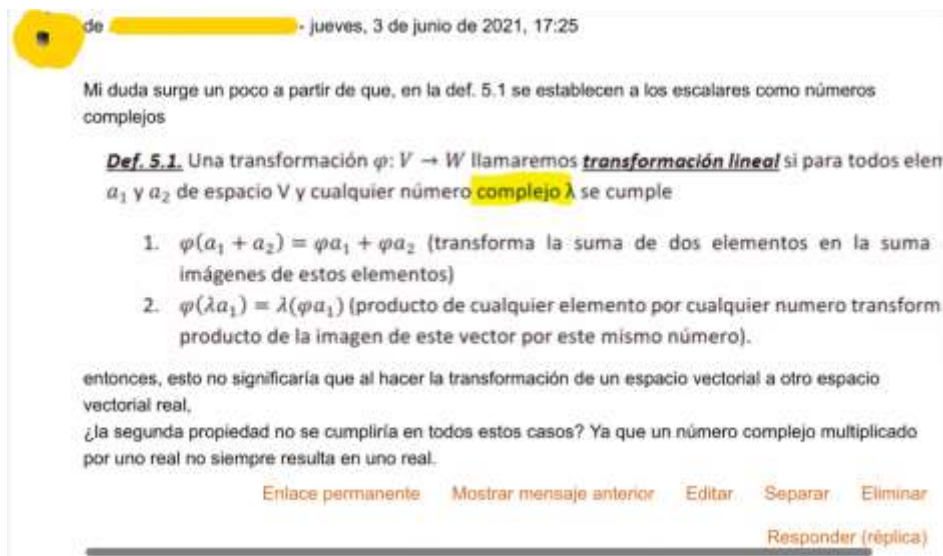 de - jueves, 3 de junio de 2021, 17:25
Mi duda surge un poco a partir de que, en la def. 5.1 se establecen a los escalares como números
complejos
Def. 5.1. Una transformación φ: V → W llamaremos transformación lineal si para todos elem
a₁ y a₂ de espacio V y cualquier número complejo λ se cumple
1. φ(a₁ + a₂) = φa₁ + φa₂ (transforma la suma de dos elementos en la suma
imágenes de estos elementos)
2. φ(λa₁) = λ(φa₁) (producto de cualquier elemento por cualquier numero transform
producto de la imagen de este vector por este mismo número).
entonces, esto no significaría que al hacer la transformación de un espacio vectorial a otro espacio
vectorial real,
¿la segunda propiedad no se cumpliría en todos estos casos? Ya que un número complejo multiplicado
por uno real no siempre resulta en uno real.
Enlace permanente Mostrar mensaje anterior Editar Separar Eliminar
Responder (réplica)